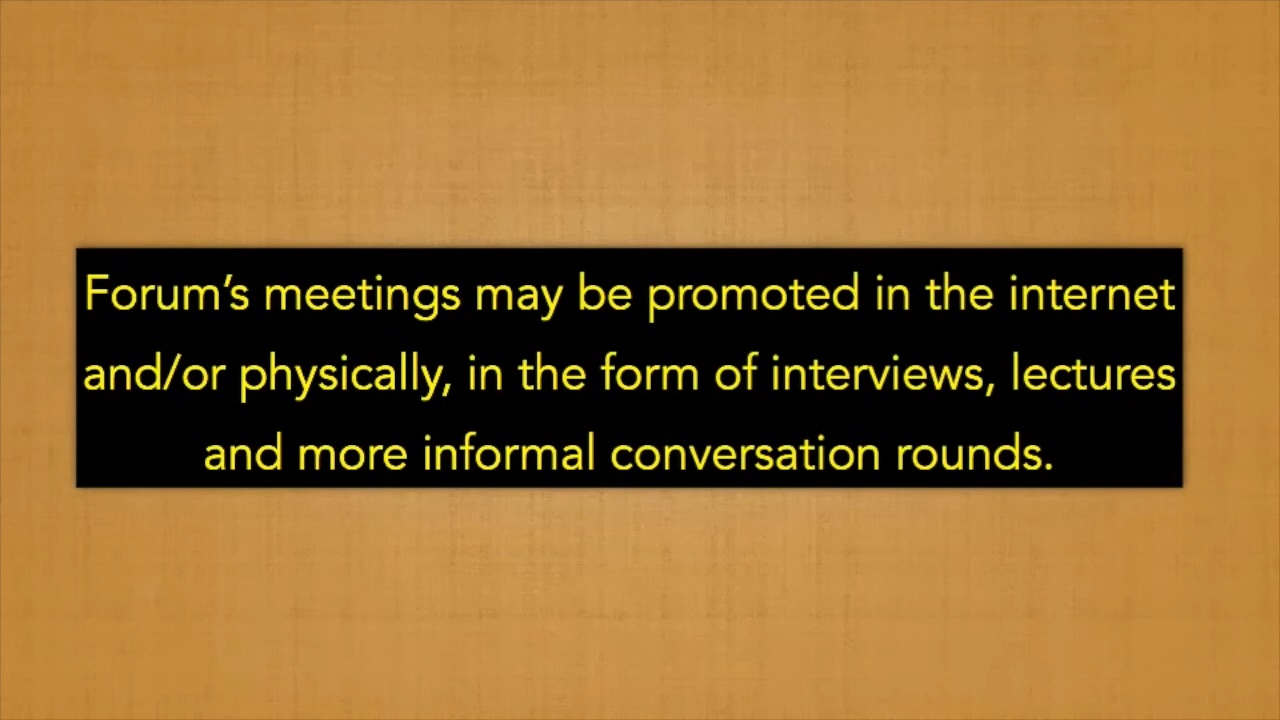 Forum’s meetings may be promoted in the internet
and/or physically, in the form of interviews, lectures
and more informal conversation rounds.